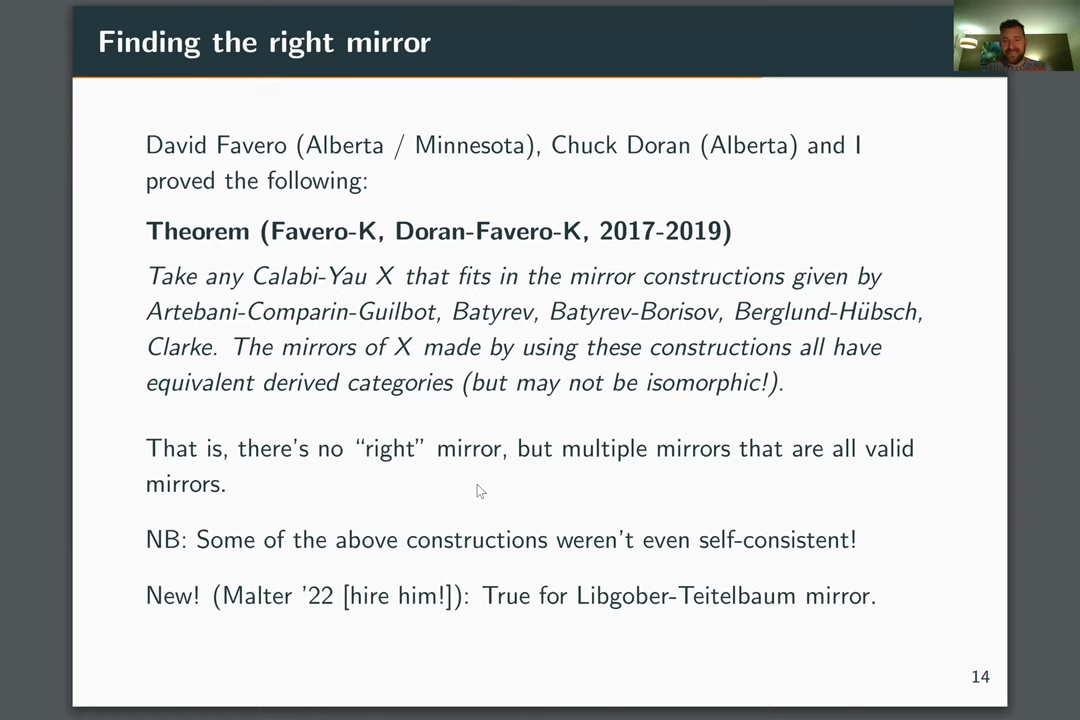 Finding the right mirror
David Favero (Alberta / Minnesota), Chuck Doran (Alberta) and I
proved the following:
Theorem (Favero-K, Doran-Favero-K, 2017-2019)
Take any Calabi-Yau X that fits in the mirror constructions given by
Artebani-Comparin-Guilbot, Batyrev, Batyrev-Borisov, Berglund-Hübsch,
Clarke. The mirrors of X made by using these constructions all have
equivalent derived categories (but may not be isomorphic!).
That is, there's no “right” mirror, but multiple mirrors that are all valid
mirrors.
NB: Some of the above constructions weren't even self-consistent!
New! (Malter '22 [hire him!]): True for Libgober-Teitelbaum mirror.
14